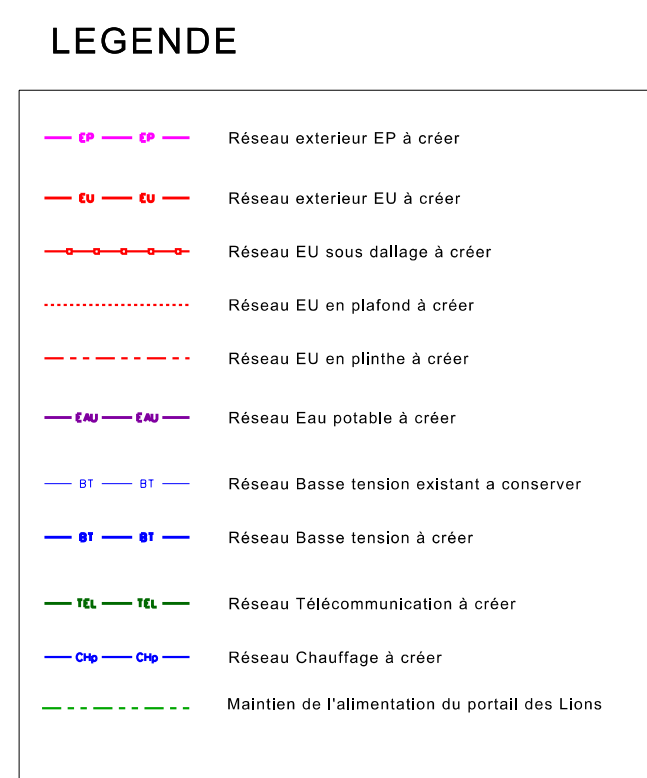 LEGENDE
EP EP Réseau exterieur EP à créer
EU EU Réseau exterieur EU à créer
Réseau EU sous dallage à créer
Réseau EU en plafond à créer
Réseau EU en plinthe à créer
EAU EAU Réseau Eau potable à créer
BT BT Réseau Basse tension existant a conserver
BT BT Réseau Basse tension à créer
TEL TEL Réseau Télécommunication à créer
CHp CHp Réseau Chauffage à créer
Maintien de l'alimentation du portail des Lions